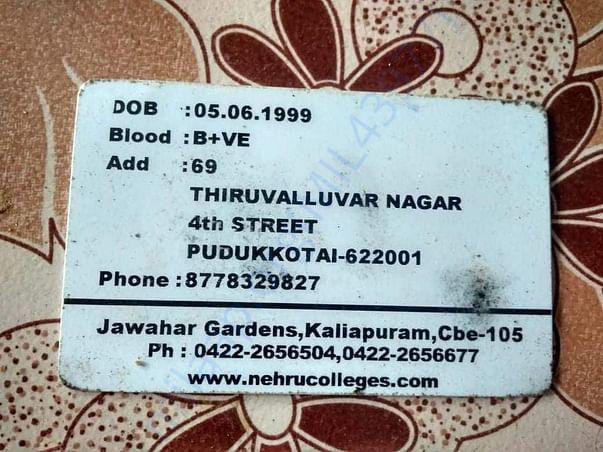 DOB :05.06.1999
Blood :B+VE
Add :69
THIRUVALLUVAR NAGAR
4th STREET
PUDUKKOTAI-622001
Phone :8778329827
Jawahar Gardens,Kaliapuram,Cbe-105
Ph : 0422-2656504,0422-2656677
www.nehrucolleges.com